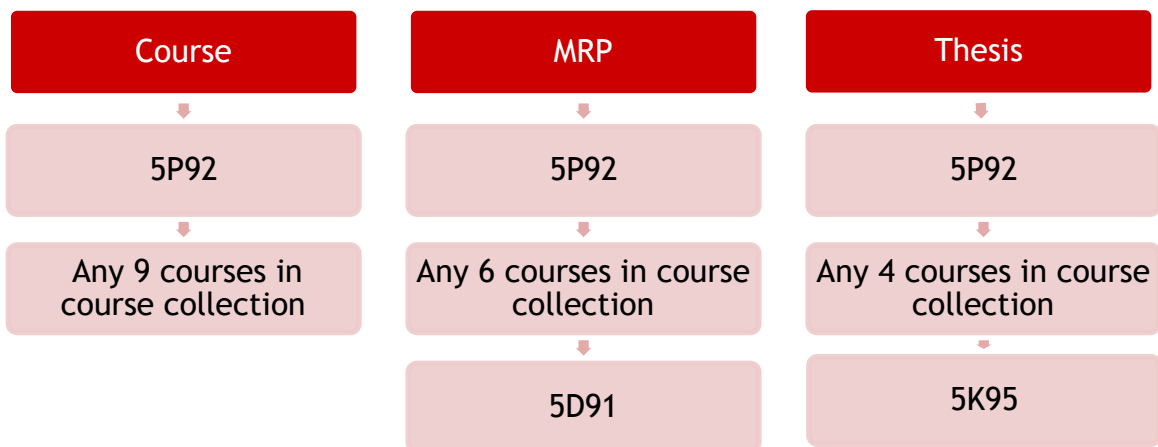 Course
5P92
Any 9 courses in
course collection
MRP
5P92
Any 6 courses in course
collection
5D91
Thesis
5P92
Any 4 courses in course
collection
5K95